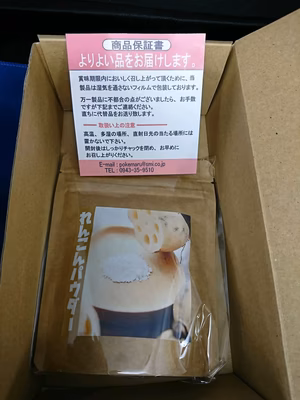 商品保証書
よりよい品をお届けします。
賞味期限内においしく召し上がって頂くために、当
製品は湿気を通さないフィルムで包装しております。
万一製品に不都合の点がございましたら、お手数
ですが下記までご連絡ください。
直ちに代替品をお送り致します。
取扱い上の注意
高温、多湿の場所、直射日光の当たる場所には
置かないで下さい。
開封後はしっかりチャックを閉め、お早めに
お召し上がりください。
TEL : 0943-35-9510
れんこんパウダー